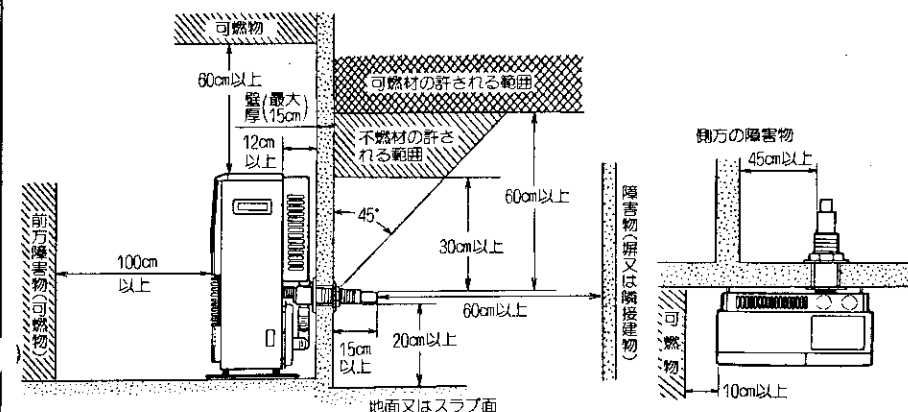 可燃物
60cm以上
可燃材の許される範囲
壁厚(最大15cm)
12cm
以上
不燃材の許さ
れる範囲
側方の障害物
45cm以上
60cm以上
45°
30cm以上
前方障害物(可燃物)
100cm
以上
障害物(塀又は隣接建物)
60cm以上
15cm
以上
20cm以上
地面又はスラブ面
可燃物
10cm以上